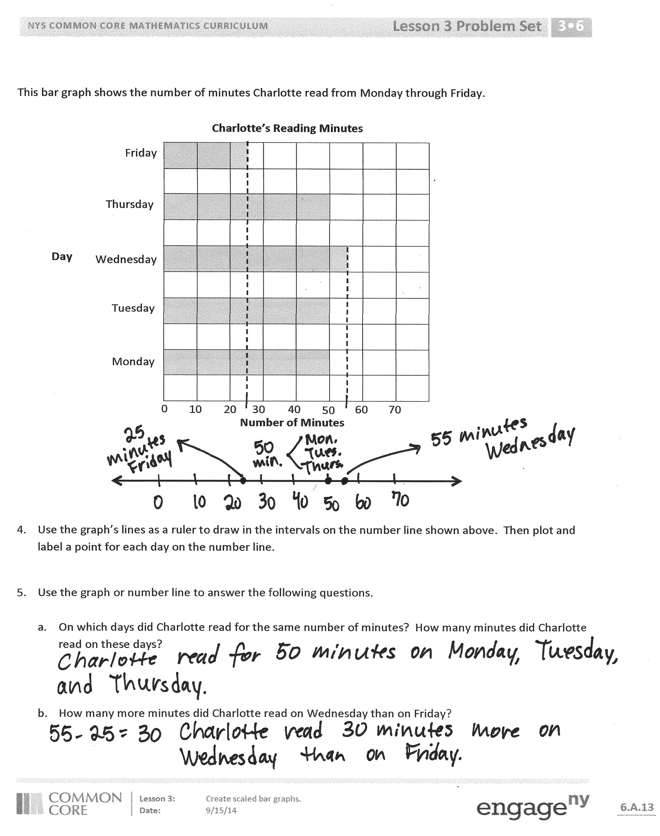 NYS COMMON CORE MATHEMATICS CURRICULUM
Lesson 3 Problem Set 3•6
This bar graph shows the number of minutes Charlotte read from Monday through Friday.
Charlotte's Reading Minutes
Friday
Thursday
Day
Wednesday
Tuesday
Monday
0 10 20 30 40 50 60 70
Number of Minutes
25
minutes
Friday
50
min.
Mon.
Tues.
Thurs.
55 minutes
Wednesday
0 10 20 30 40 50 60 70
4. Use the graph's lines as a ruler to draw in the intervals on the number line shown above. Then plot and
label a point for each day on the number line.
5. Use the graph or number line to answer the following questions.
a. On which days did Charlotte read for the same number of minutes? How many minutes did Charlotte
read on these days?
Charlotte read for 50 minutes on Monday, Tuesday,
and Thursday.
b. How many more minutes did Charlotte read on Wednesday than on Friday?
55 - 25 = 30 Charlotte read 30 minutes more on
Wednesday than on Friday.
COMMON
CORE
Lesson 3: Create scaled bar graphs.
Date: 9/15/14
engage ny
6.A.13